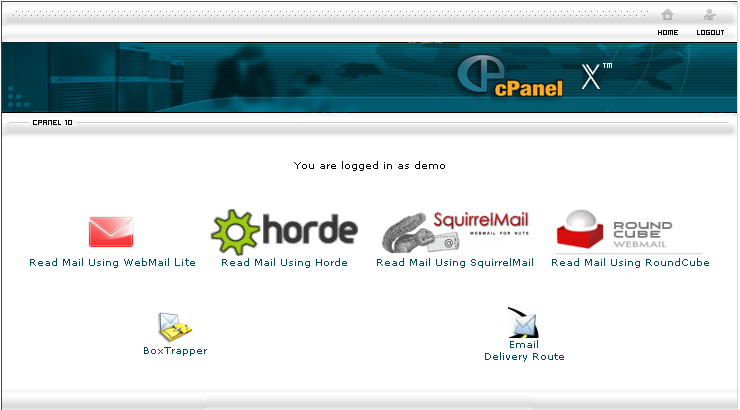 HOME LOGOUT
cPanel X™
CPANEL 10
You are logged in as demo
horde
SquirrelMail
WEBMAIL FOR NUTS
@
ROUND
CUBE
WEBMAIL
Read Mail Using WebMail Lite
Read Mail Using Horde
Read Mail Using SquirrelMail
Read Mail Using RoundCube
BoxTrapper
Email
Delivery Route